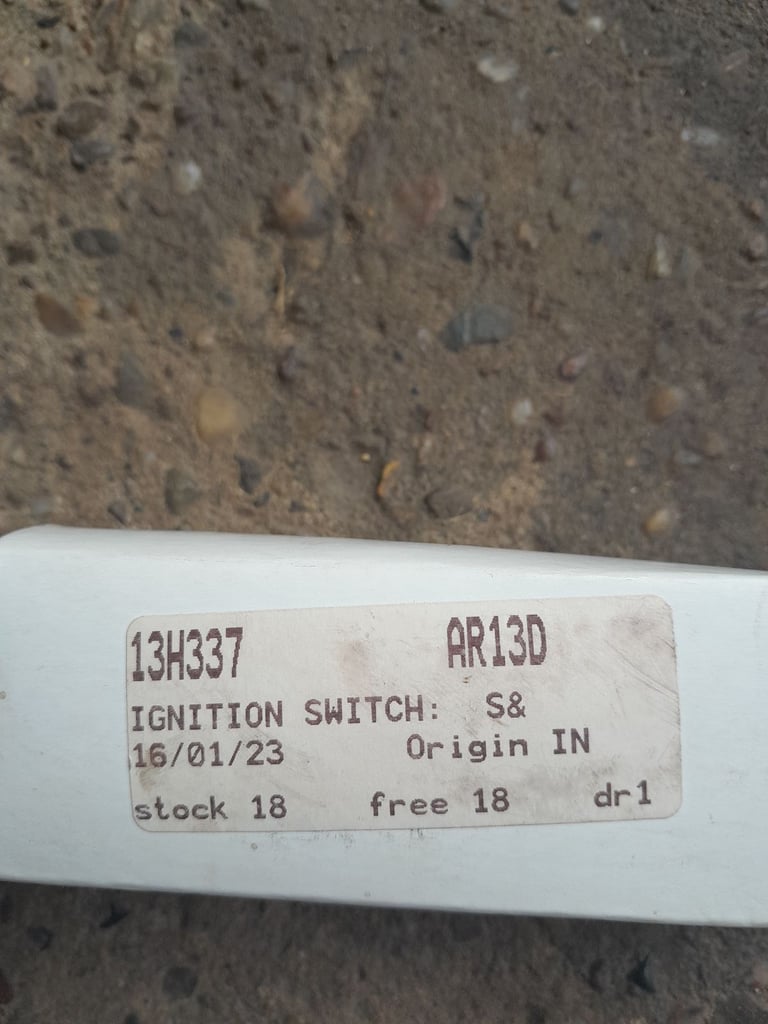 13H337 AR13D
IGNITION SWITCH: S&
16/01/23 Origin IN
stock 18 free 18 dr1